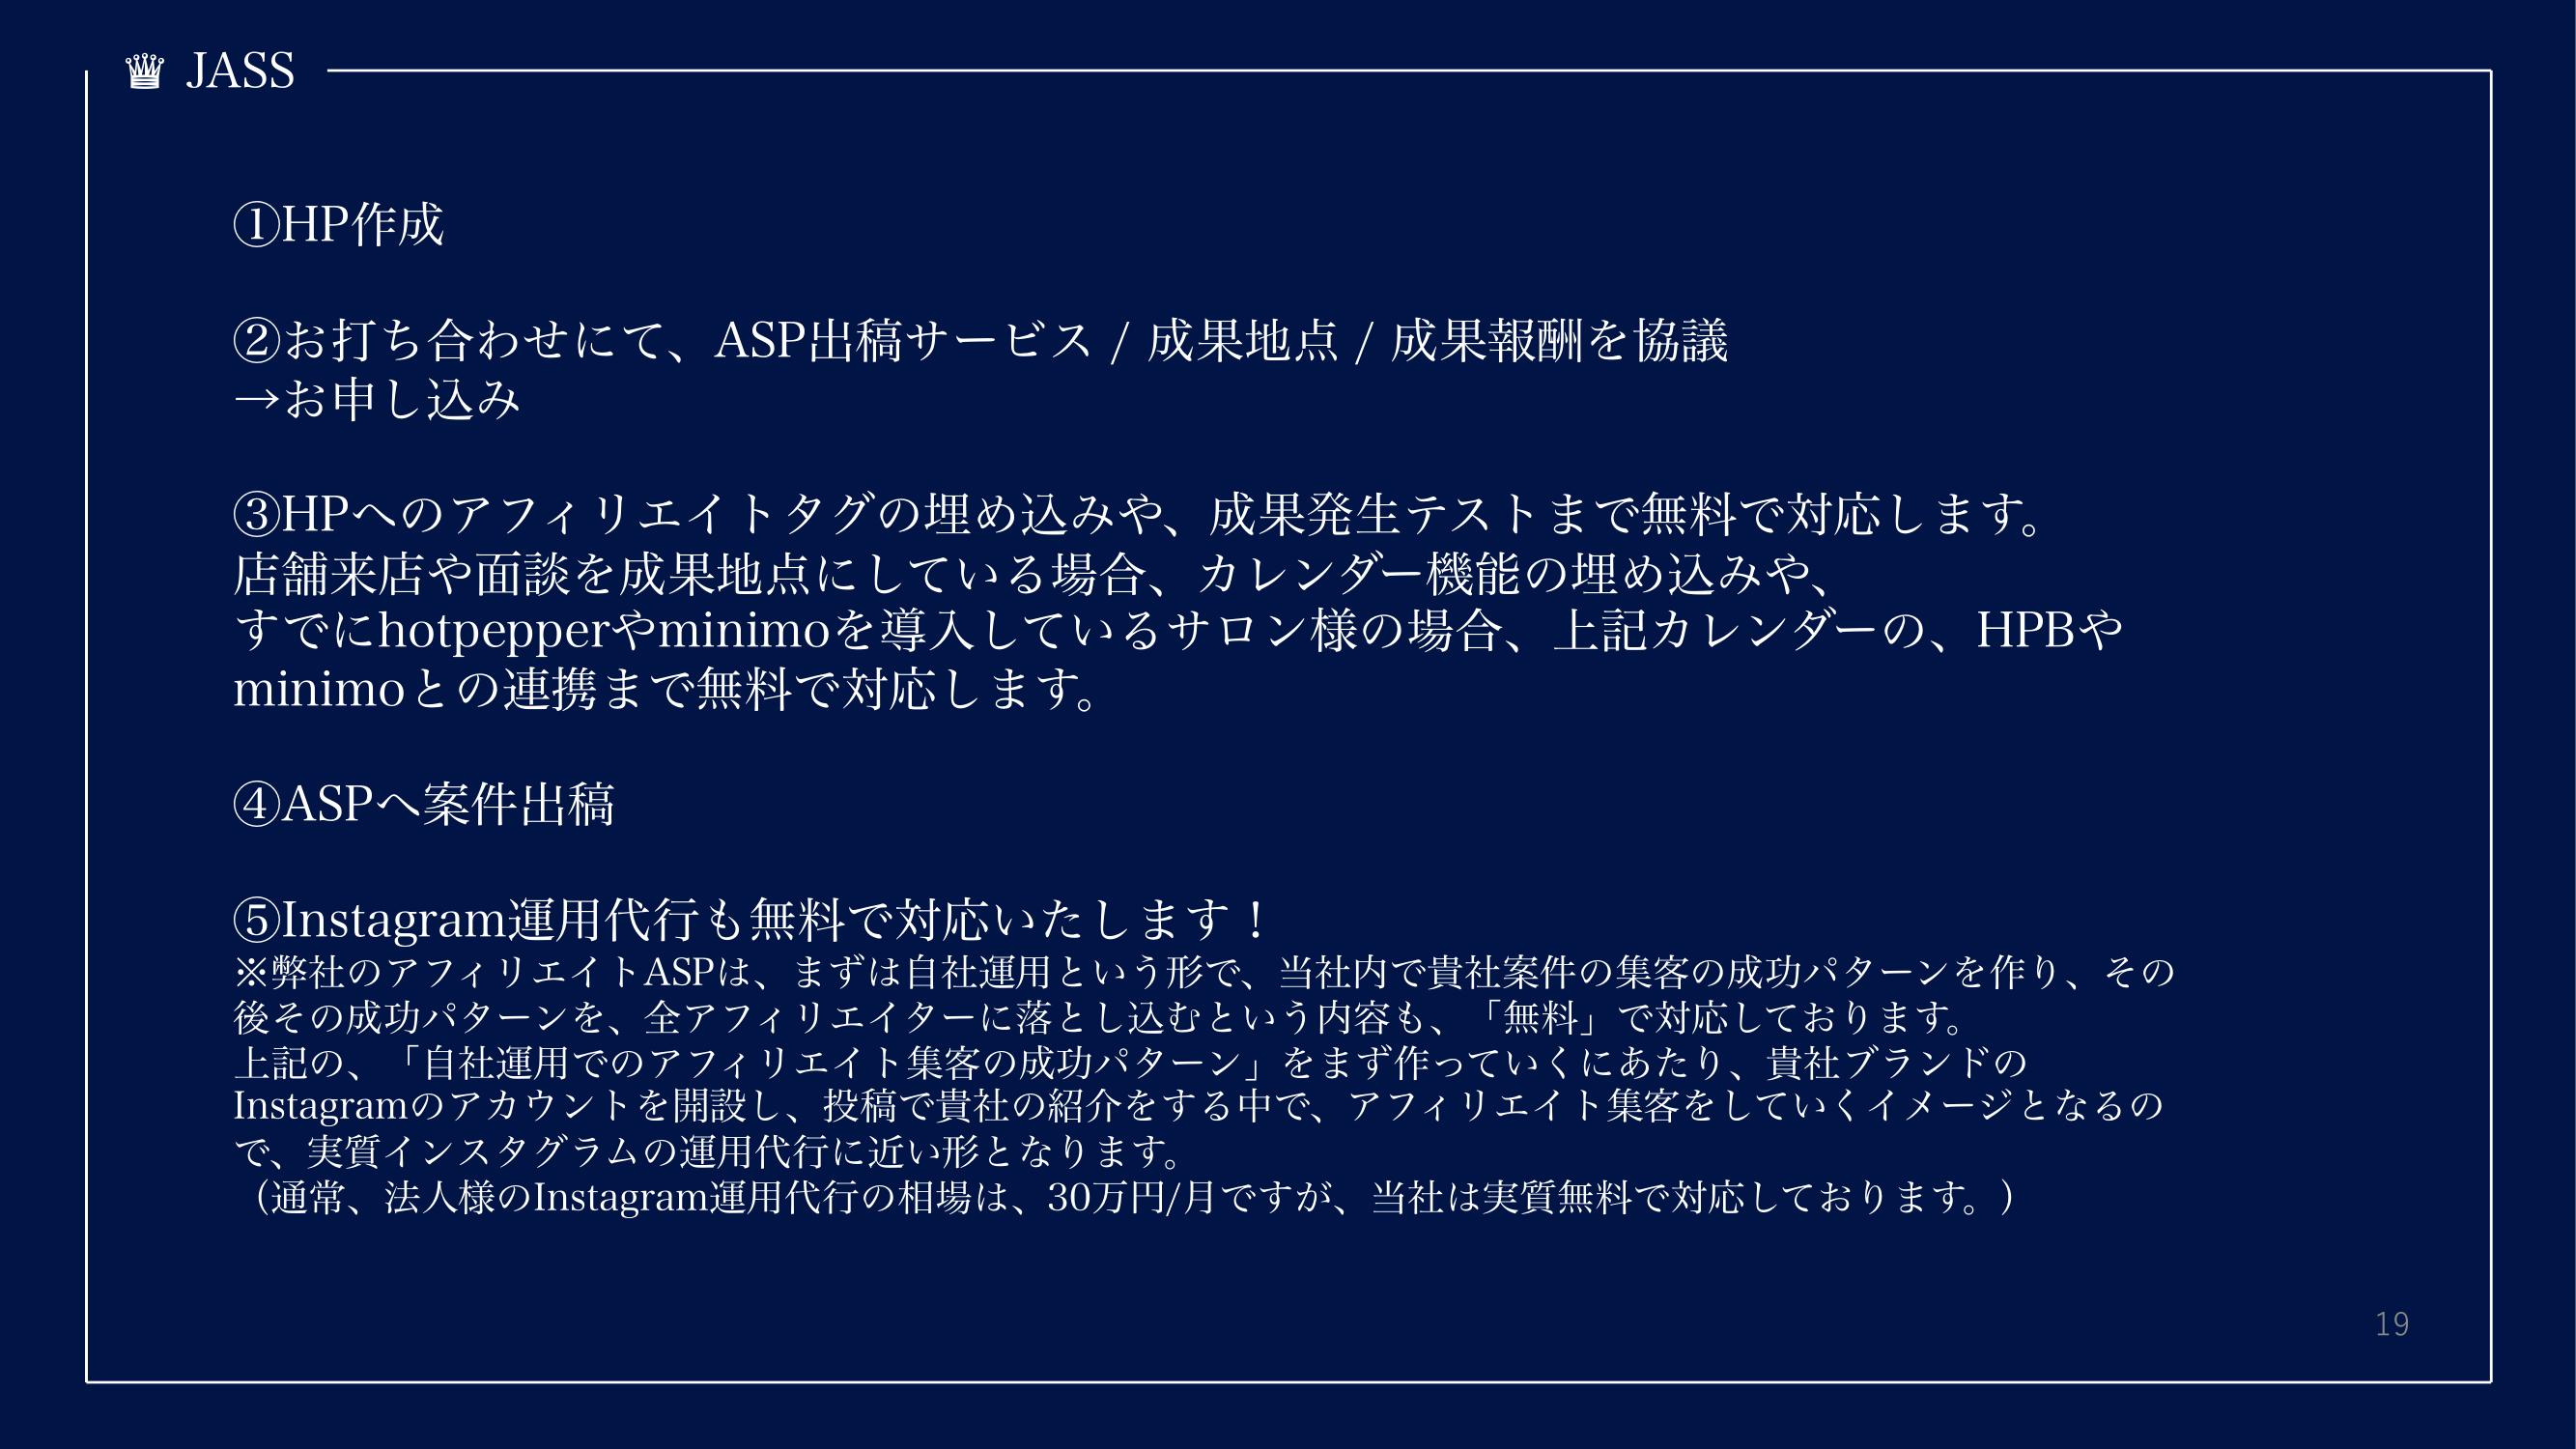 JASS
①HP作成
②お打ち合わせにて、ASP出稿サービス / 成果地点 / 成果報酬を協議
→お申し込み
③HPへのアフィリエイトタグの埋め込みや、成果発生テストまで無料で対応します。
店舗来店や面談を成果地点にしている場合、カレンダー機能の埋め込みや、
すでにhotpepperやminimoを導入しているサロン様の場合、上記カレンダーの、HPBや
minimoとの連携まで無料で対応します。
④ASPへ案件出稿
⑤Instagram運用代行も無料で対応いたします！
※弊社のアフィリエイトASPは、まずは自社運用という形で、当社内で貴社案件の集客の成功パターンを作り、その
後その成功パターンを、全アフィリエイターに落とし込むという内容も、「無料」で対応しております。
上記の、「自社運用でのアフィリエイト集客の成功パターン」をまず作っていくにあたり、貴社ブランドの
Instagramのアカウントを開設し、投稿で貴社の紹介をする中で、アフィリエイト集客をしていくイメージとなるの
で、実質インスタグラムの運用代行に近い形となります。
（通常、法人様のInstagram運用代行の相場は、30万円/月ですが、当社は実質無料で対応しております。）
19